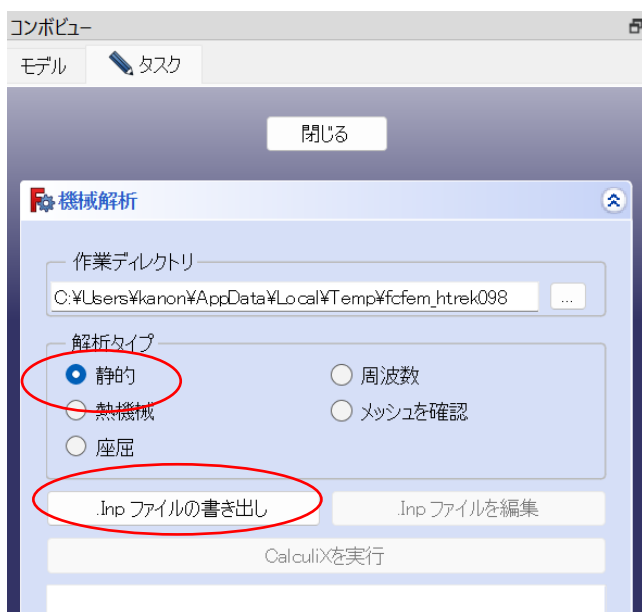 コンボビュー
モデル タスク
閉じる
機械解析
作業ディレクトリ
C:¥Users¥kanon¥AppData¥Local¥Temp¥fcfem_htrek098 ...
解析タイプ
静的 周波数
熱機械 メッシュを確認
座屈
.Inp ファイルの書き出し .Inp ファイルを編集
CalculiXを実行